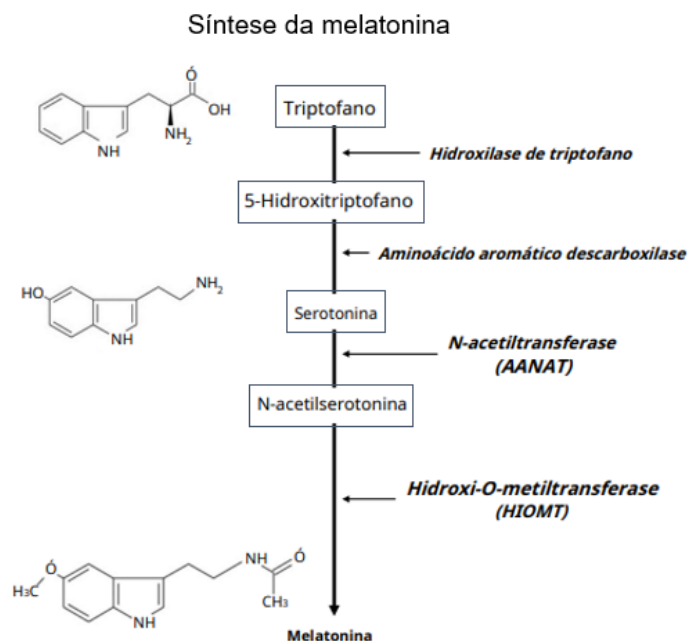 Síntese da melatonina
Ó
OH
NH₂
NH
Triptofano
Hidroxilase de triptofano
5-Hidroxitriptofano
Aminoácido aromático descarboxilase
HO
NH₂
NH
Serotonina
N-acetiltransferase
(AANAT)
N-acetilserotonina
Hidroxi-O-metiltransferase
(HIOMT)
Ó
H₃C
NH
Ó
CH₃
NH
Melatonina